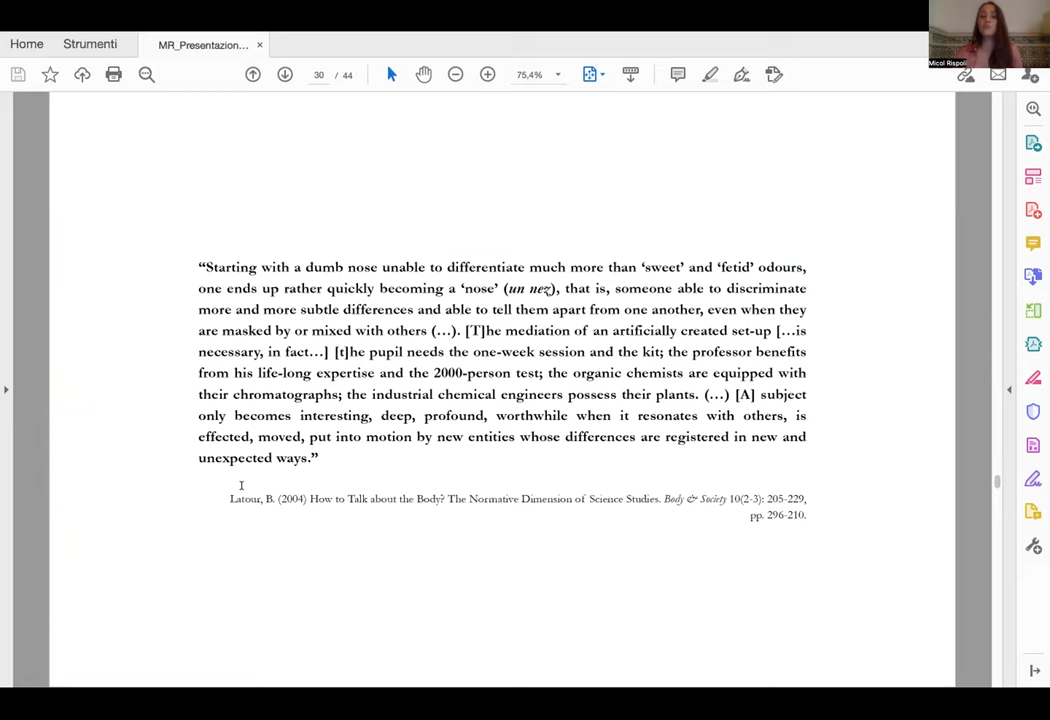 Home Strumenti MR_Presentazion... ×
30 / 44 75,4%
Micol Rispoli
“Starting with a dumb nose unable to differentiate much more than ‘sweet’ and ‘fetid’ odours,
one ends up rather quickly becoming a ‘nose’ (un nez), that is, someone able to discriminate
more and more subtle differences and able to tell them apart from one another, even when they
are masked by or mixed with others (…). [T]he mediation of an artificially created set-up […is
necessary, in fact…] [t]he pupil needs the one-week session and the kit; the professor benefits
from his life-long expertise and the 2000-person test; the organic chemists are equipped with
their chromatographs; the industrial chemical engineers possess their plants. (…) [A] subject
only becomes interesting, deep, profound, worthwhile when it resonates with others, is
effected, moved, put into motion by new entities whose differences are registered in new and
unexpected ways.”
Latour, B. (2004) How to Talk about the Body? The Normative Dimension of Science Studies. Body & Society 10(2-3): 205-229,
pp. 296-210.